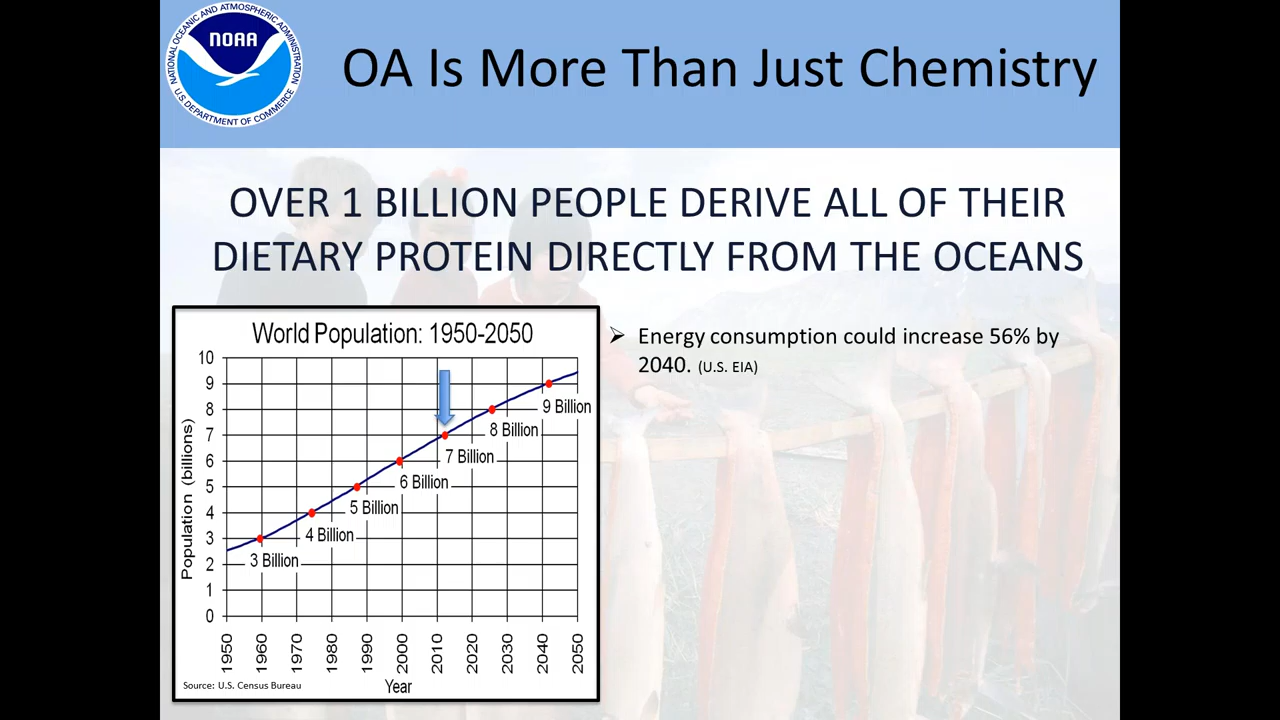 NATIONAL OCEANIC AND ATMOSPHERIC ADMINISTRATION
NOAA
U.S. DEPARTMENT OF COMMERCE
OA Is More Than Just Chemistry
OVER 1 BILLION PEOPLE DERIVE ALL OF THEIR
DIETARY PROTEIN DIRECTLY FROM THE OCEANS
World Population: 1950-2050
Population (billions)
10
9
8
7
6
5
4
3
2
1
0
9 Billion
8 Billion
7 Billion
6 Billion
5 Billion
4 Billion
3 Billion
1950
1960
1970
1980
1990
2000
2010
2020
2030
2040
2050
Year
Source: U.S. Census Bureau
➢ Energy consumption could increase 56% by
2040. (U.S. EIA)